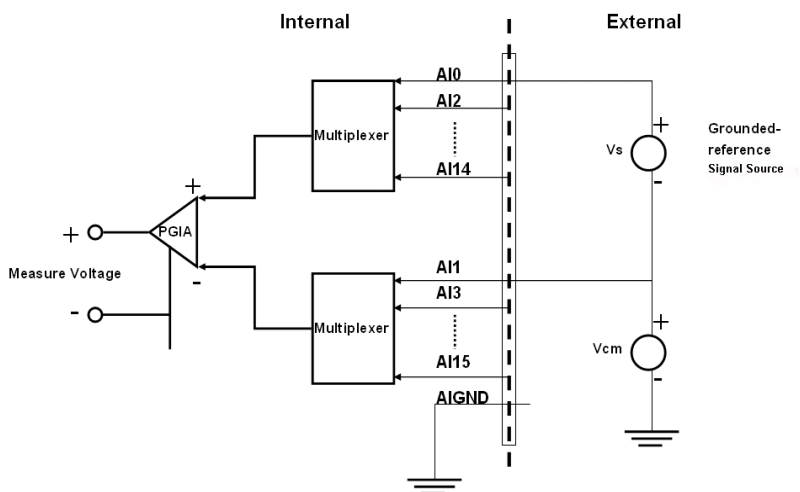 Internal
External
AI0
AI2
Multiplexer
AI14
+
Vs
-
Grounded-
reference
Signal Source
+
PGIA
-
+
Measure Voltage
-
AI1
AI3
Multiplexer
AI15
AIGND
+
Vcm
-